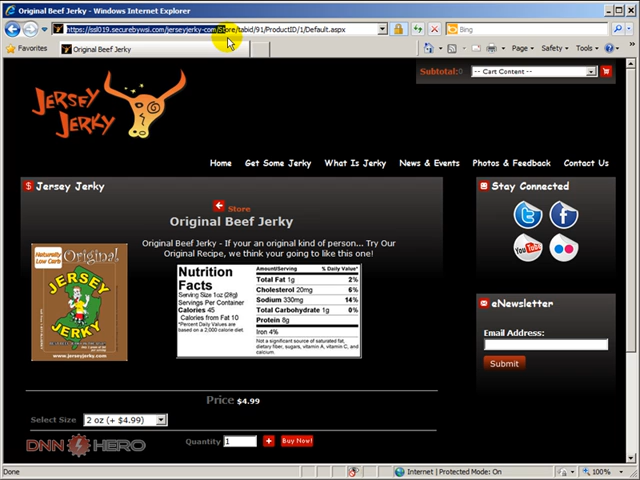 Original Beef Jerky - Windows Internet Explorer
https://ssl019.securebywsi.com/jerseyjerky-com/Store/tabid/91/ProductID/1/Default.aspx
Bing
Favorites
Original Beef Jerky
Page
Safety
Tools
Subtotal:0
-- Cart Content --
JERSEY
JERKY
Home
Get Some Jerky
What Is Jerky
News & Events
Photos & Feedback
Contact Us
$ Jersey Jerky
Store
Original Beef Jerky
Original Beef Jerky - If your an original kind of person... Try Our
Original Recipe, we think your going to like this one!
Naturally
Low Carb
Original
JERSEY
JERKY
www.jerseyjerky.com
Nutrition
Facts
Serving Size 1oz (28g)
Servings Per Container
Calories 45
Calories from Fat 10
*Percent Daily Values are
based on a 2,000 calorie diet.
Amount/Serving % Daily Value*
Total Fat 1g 2%
Cholesterol 20mg 6%
Sodium 330mg 14%
Total Carbohydrate 1g 0%
Protein 8g
Iron 4%
Not a significant source of saturated fat,
dietary fiber, sugars, vitamin A, vitamin C, and
calcium.
Price $4.99
Select Size
2 oz (+ $4.99)
Quantity
1
Buy Now!
Stay Connected
You Tube
eNewsletter
Email Address:
Submit
DNN HERO
Done
Internet | Protected Mode: On
100%